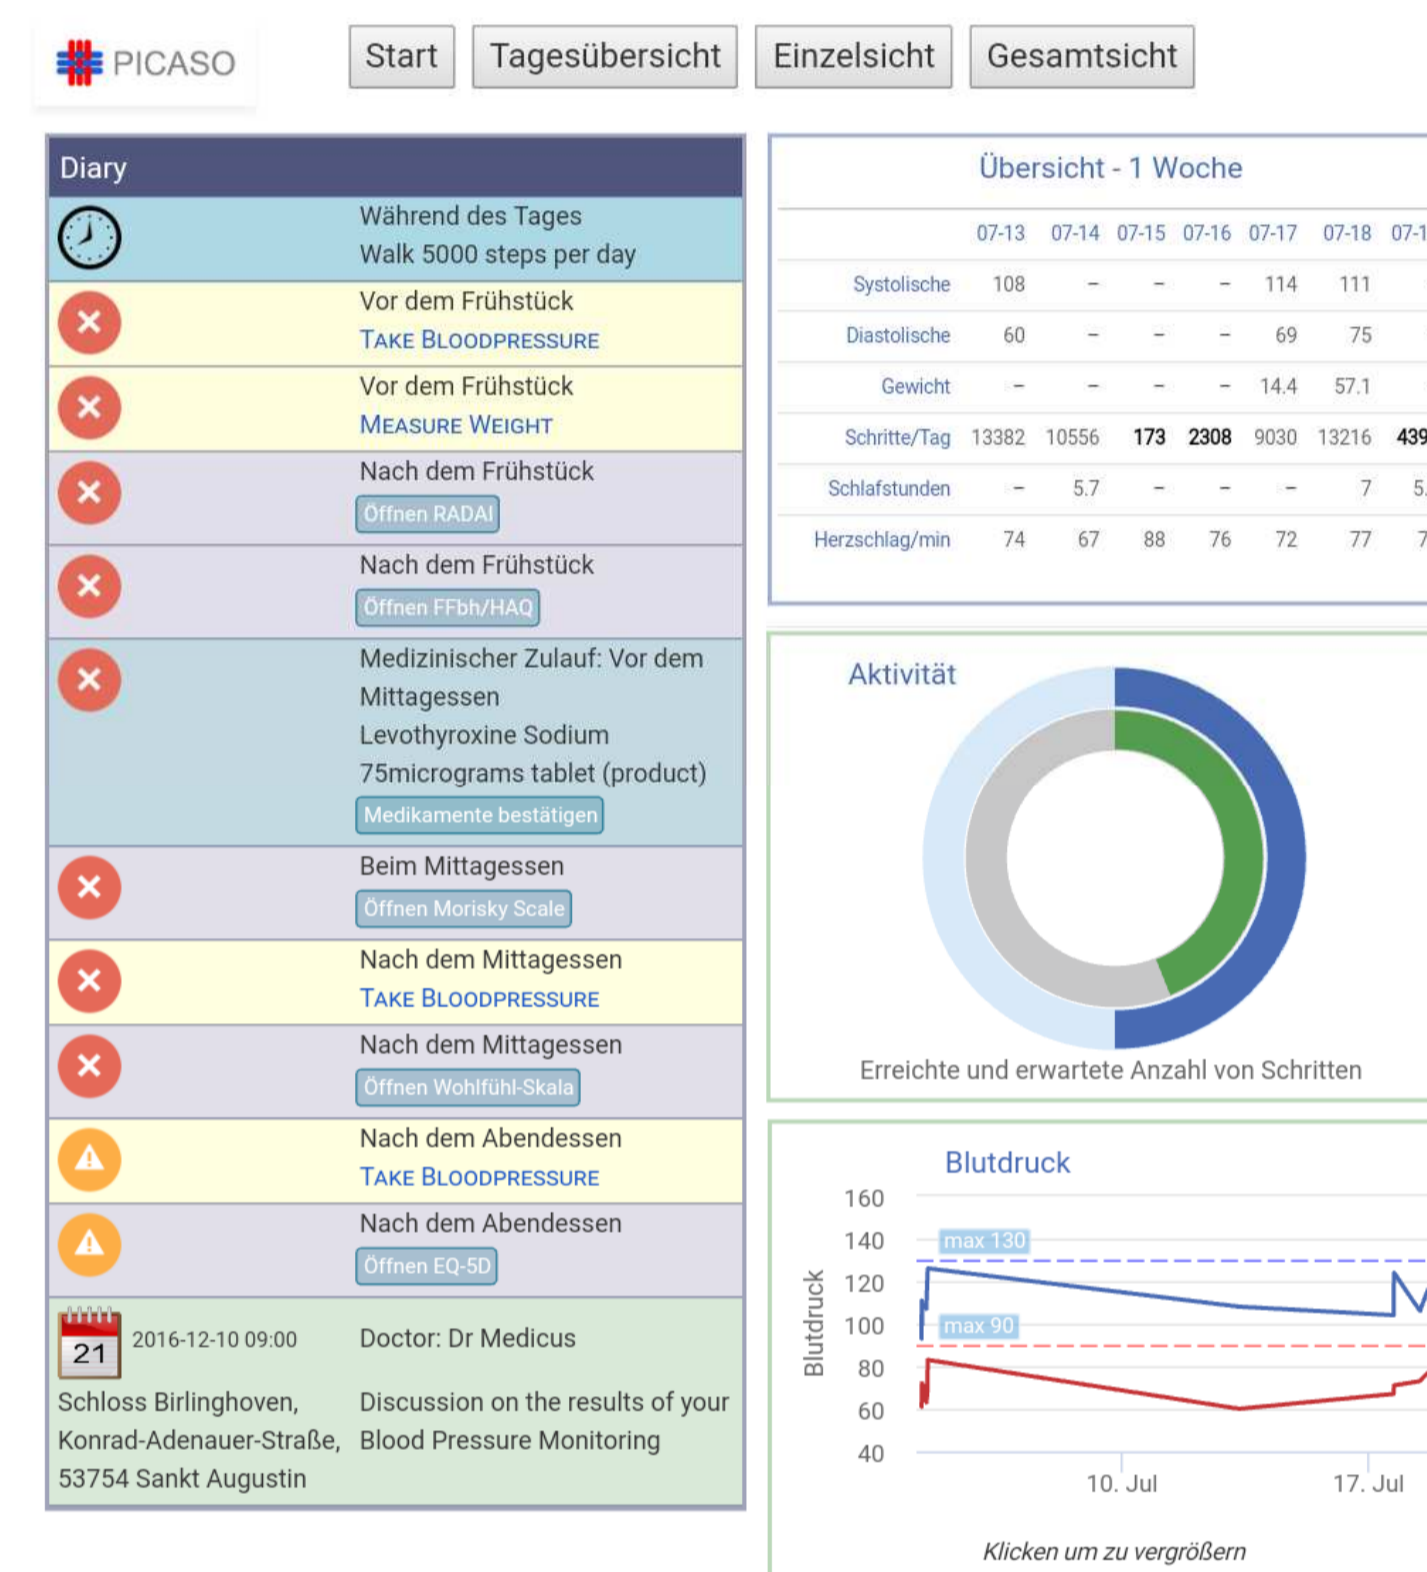 PICASO
Start Tagesübersicht Einzelsicht Gesamtsicht
Diary
Während des Tages
Walk 5000 steps per day
Vor dem Frühstück
TAKE BLOODPRESSURE
Vor dem Frühstück
MEASURE WEIGHT
Nach dem Frühstück
Öffnen RADAI
Nach dem Frühstück
Öffnen FFbh/HAQ
Medizinischer Zulauf: Vor dem
Mittagessen
Levothyroxine Sodium
75micrograms tablet (product)
Medikamente bestätigen
Beim Mittagessen
Öffnen Morisky Scale
Nach dem Mittagessen
TAKE BLOODPRESSURE
Nach dem Mittagessen
Öffnen Wohlfühl-Skala
Nach dem Abendessen
TAKE BLOODPRESSURE
Nach dem Abendessen
Öffnen EQ-5D
21 2016-12-10 09:00 Doctor: Dr Medicus
Schloss Birlinghoven,
Konrad-Adenauer-Straße,
53754 Sankt Augustin
Discussion on the results of your
Blood Pressure Monitoring
Übersicht - 1 Woche
07-13 07-14 07-15 07-16 07-17 07-18 07-1
Systolische 108 – – – 114 111
Diastolische 60 – – – 69 75
Gewicht – – – – 14.4 57.1
Schritte/Tag 13382 10556 173 2308 9030 13216 439
Schlafstunden – 5.7 – – – 7 5.
Herzschlag/min 74 67 88 76 72 77 7
Aktivität
Erreichte und erwartete Anzahl von Schritten
Blutdruck
Blutdruck
160
140
max 130
120
100
max 90
80
60
40
10. Jul 17. Jul
Klicken um zu vergrößern